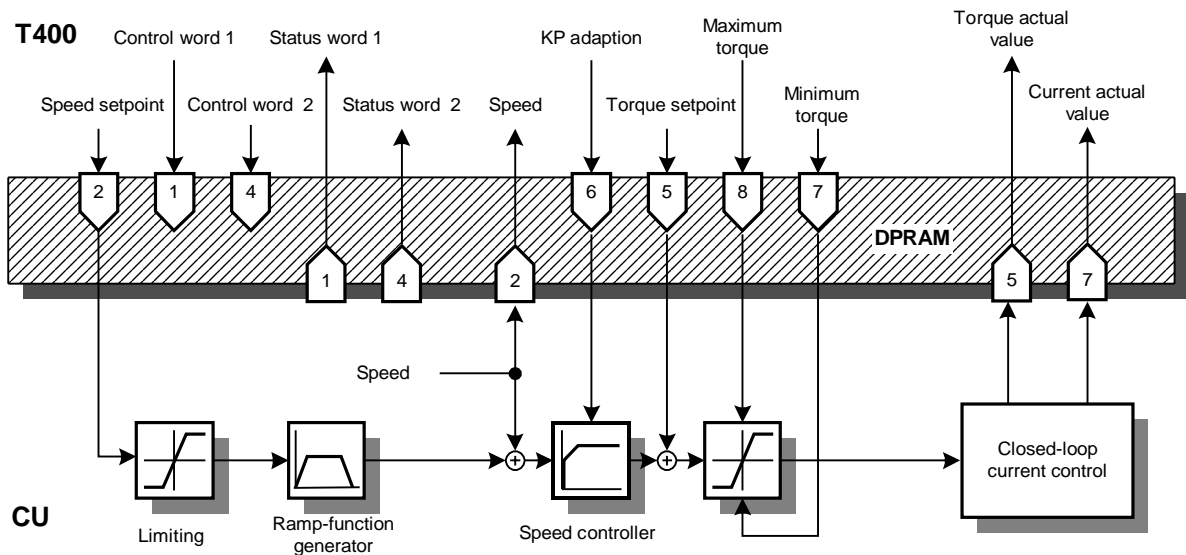 T400
Control word 1
Status word 1
KP adaption
Maximum
torque
Torque actual
value
Speed setpoint
Control word 2
Status word 2
Speed
Torque setpoint
Minimum
torque
Current actual
value
2
1
4
6
5
8
7
DPRAM
1
4
2
5
7
Speed
Closed-loop
current control
CU
Limiting
Ramp-function
generator
Speed controller